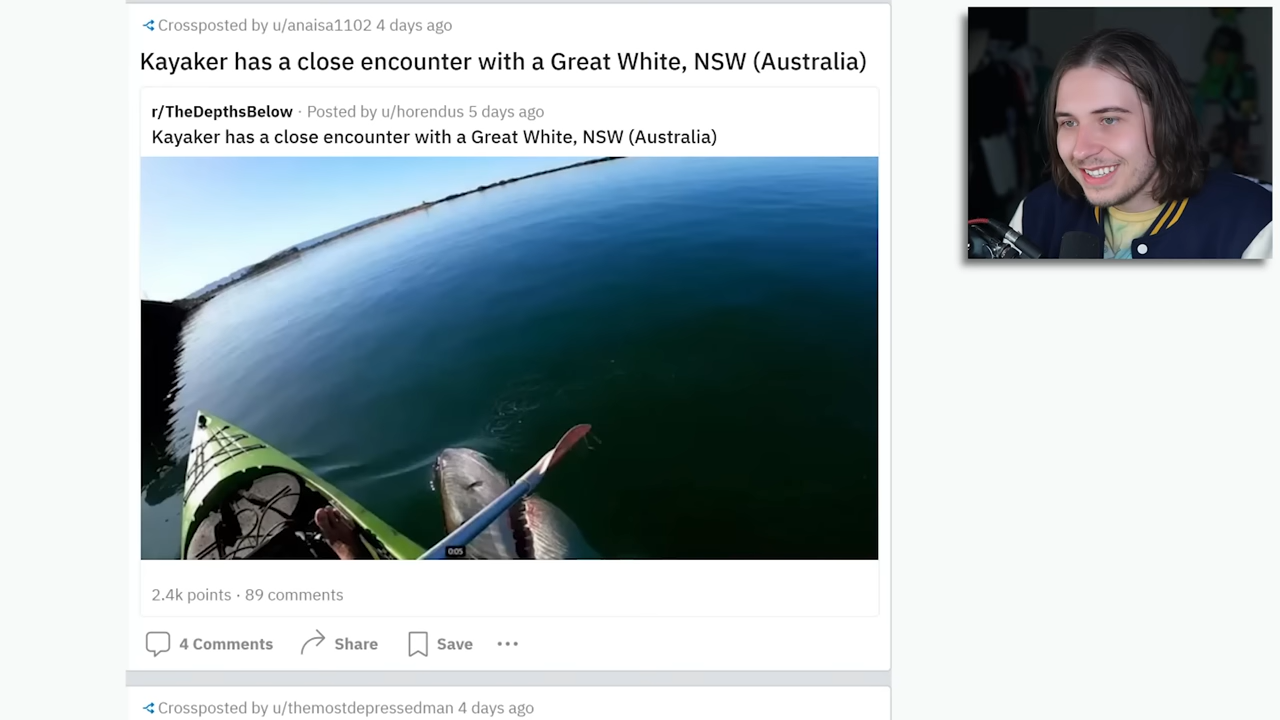 Crossposted by u/anaisa1102 4 days ago
Kayaker has a close encounter with a Great White, NSW (Australia)
r/TheDepthsBelow · Posted by u/horendus 5 days ago
Kayaker has a close encounter with a Great White, NSW (Australia)
0:05
2.4k points · 89 comments
4 Comments Share Save ...
Crossposted by u/themostdepressedman 4 days ago